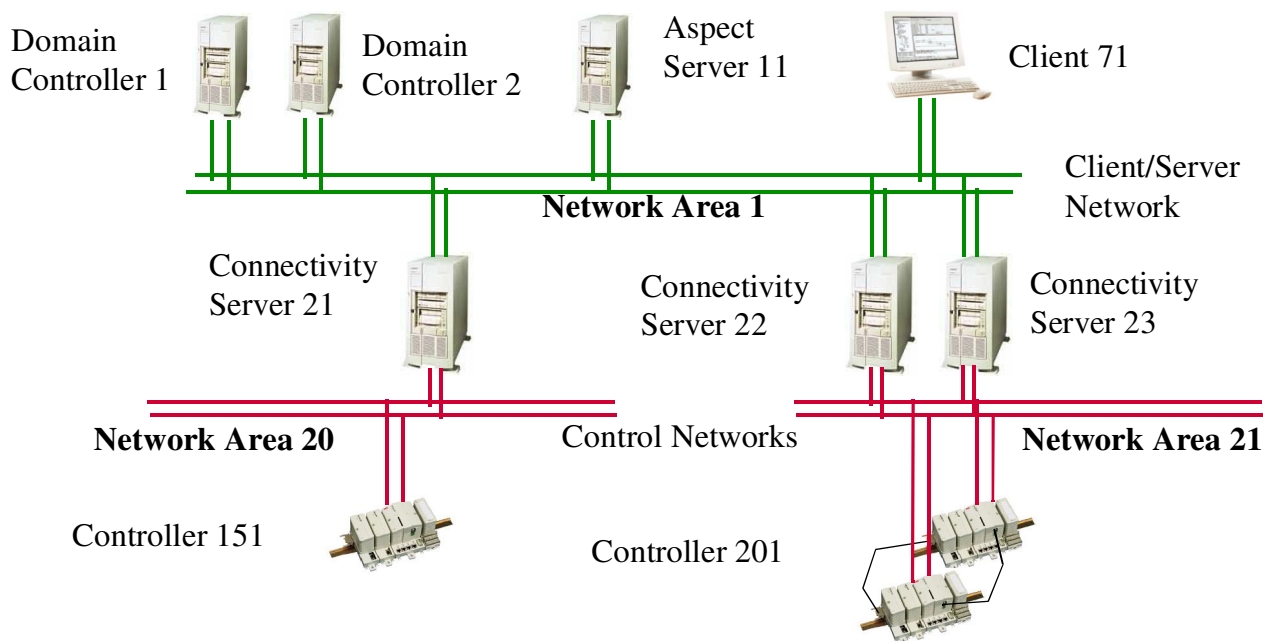 Domain
Controller 1
Domain
Controller 2
Aspect
Server 11
Client 71
Client/Server
Network
Network Area 1
Connectivity
Server 21
Connectivity
Server 22
Connectivity
Server 23
Network Area 20
Control Networks
Network Area 21
Controller 151
Controller 201